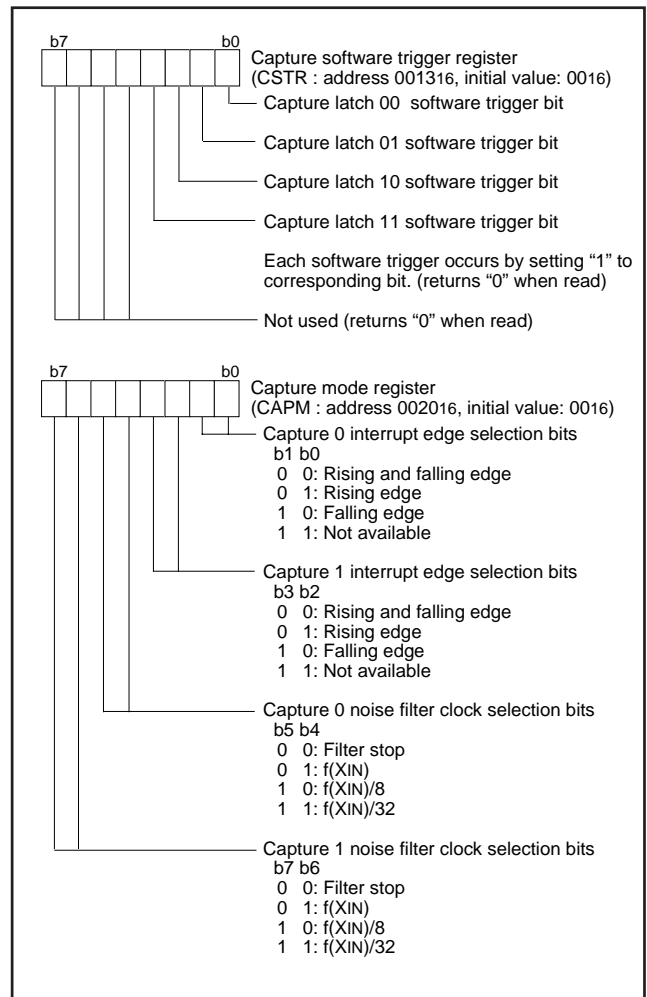 b7 b0
Capture software trigger register
(CSTR : address 001316, initial value: 0016)
Capture latch 00 software trigger bit
Capture latch 01 software trigger bit
Capture latch 10 software trigger bit
Capture latch 11 software trigger bit
Each software trigger occurs by setting “1” to
corresponding bit. (returns “0” when read)
Not used (returns “0” when read)
b7 b0
Capture mode register
(CAPM : address 002016, initial value: 0016)
Capture 0 interrupt edge selection bits
b1 b0
0 0: Rising and falling edge
0 1: Rising edge
1 0: Falling edge
1 1: Not available
Capture 1 interrupt edge selection bits
b3 b2
0 0: Rising and falling edge
0 1: Rising edge
1 0: Falling edge
1 1: Not available
Capture 0 noise filter clock selection bits
b5 b4
0 0: Filter stop
0 1: f(XIN)
1 0: f(XIN)/8
1 1: f(XIN)/32
Capture 1 noise filter clock selection bits
b7 b6
0 0: Filter stop
0 1: f(XIN)
1 0: f(XIN)/8
1 1: f(XIN)/32